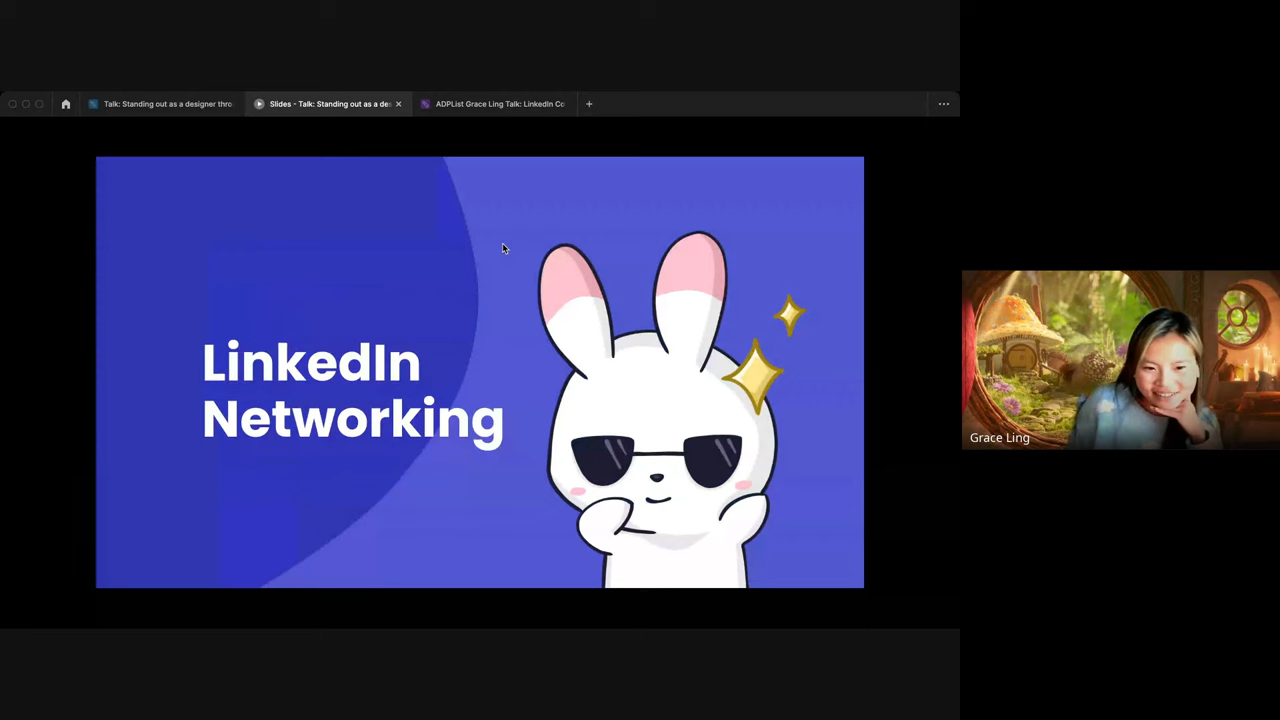 Talk: Standing out as a designer thro
Slides - Talk: Standing out as a des
ADPList Grace Ling Talk: LinkedIn Co
LinkedIn
Networking
Grace Ling